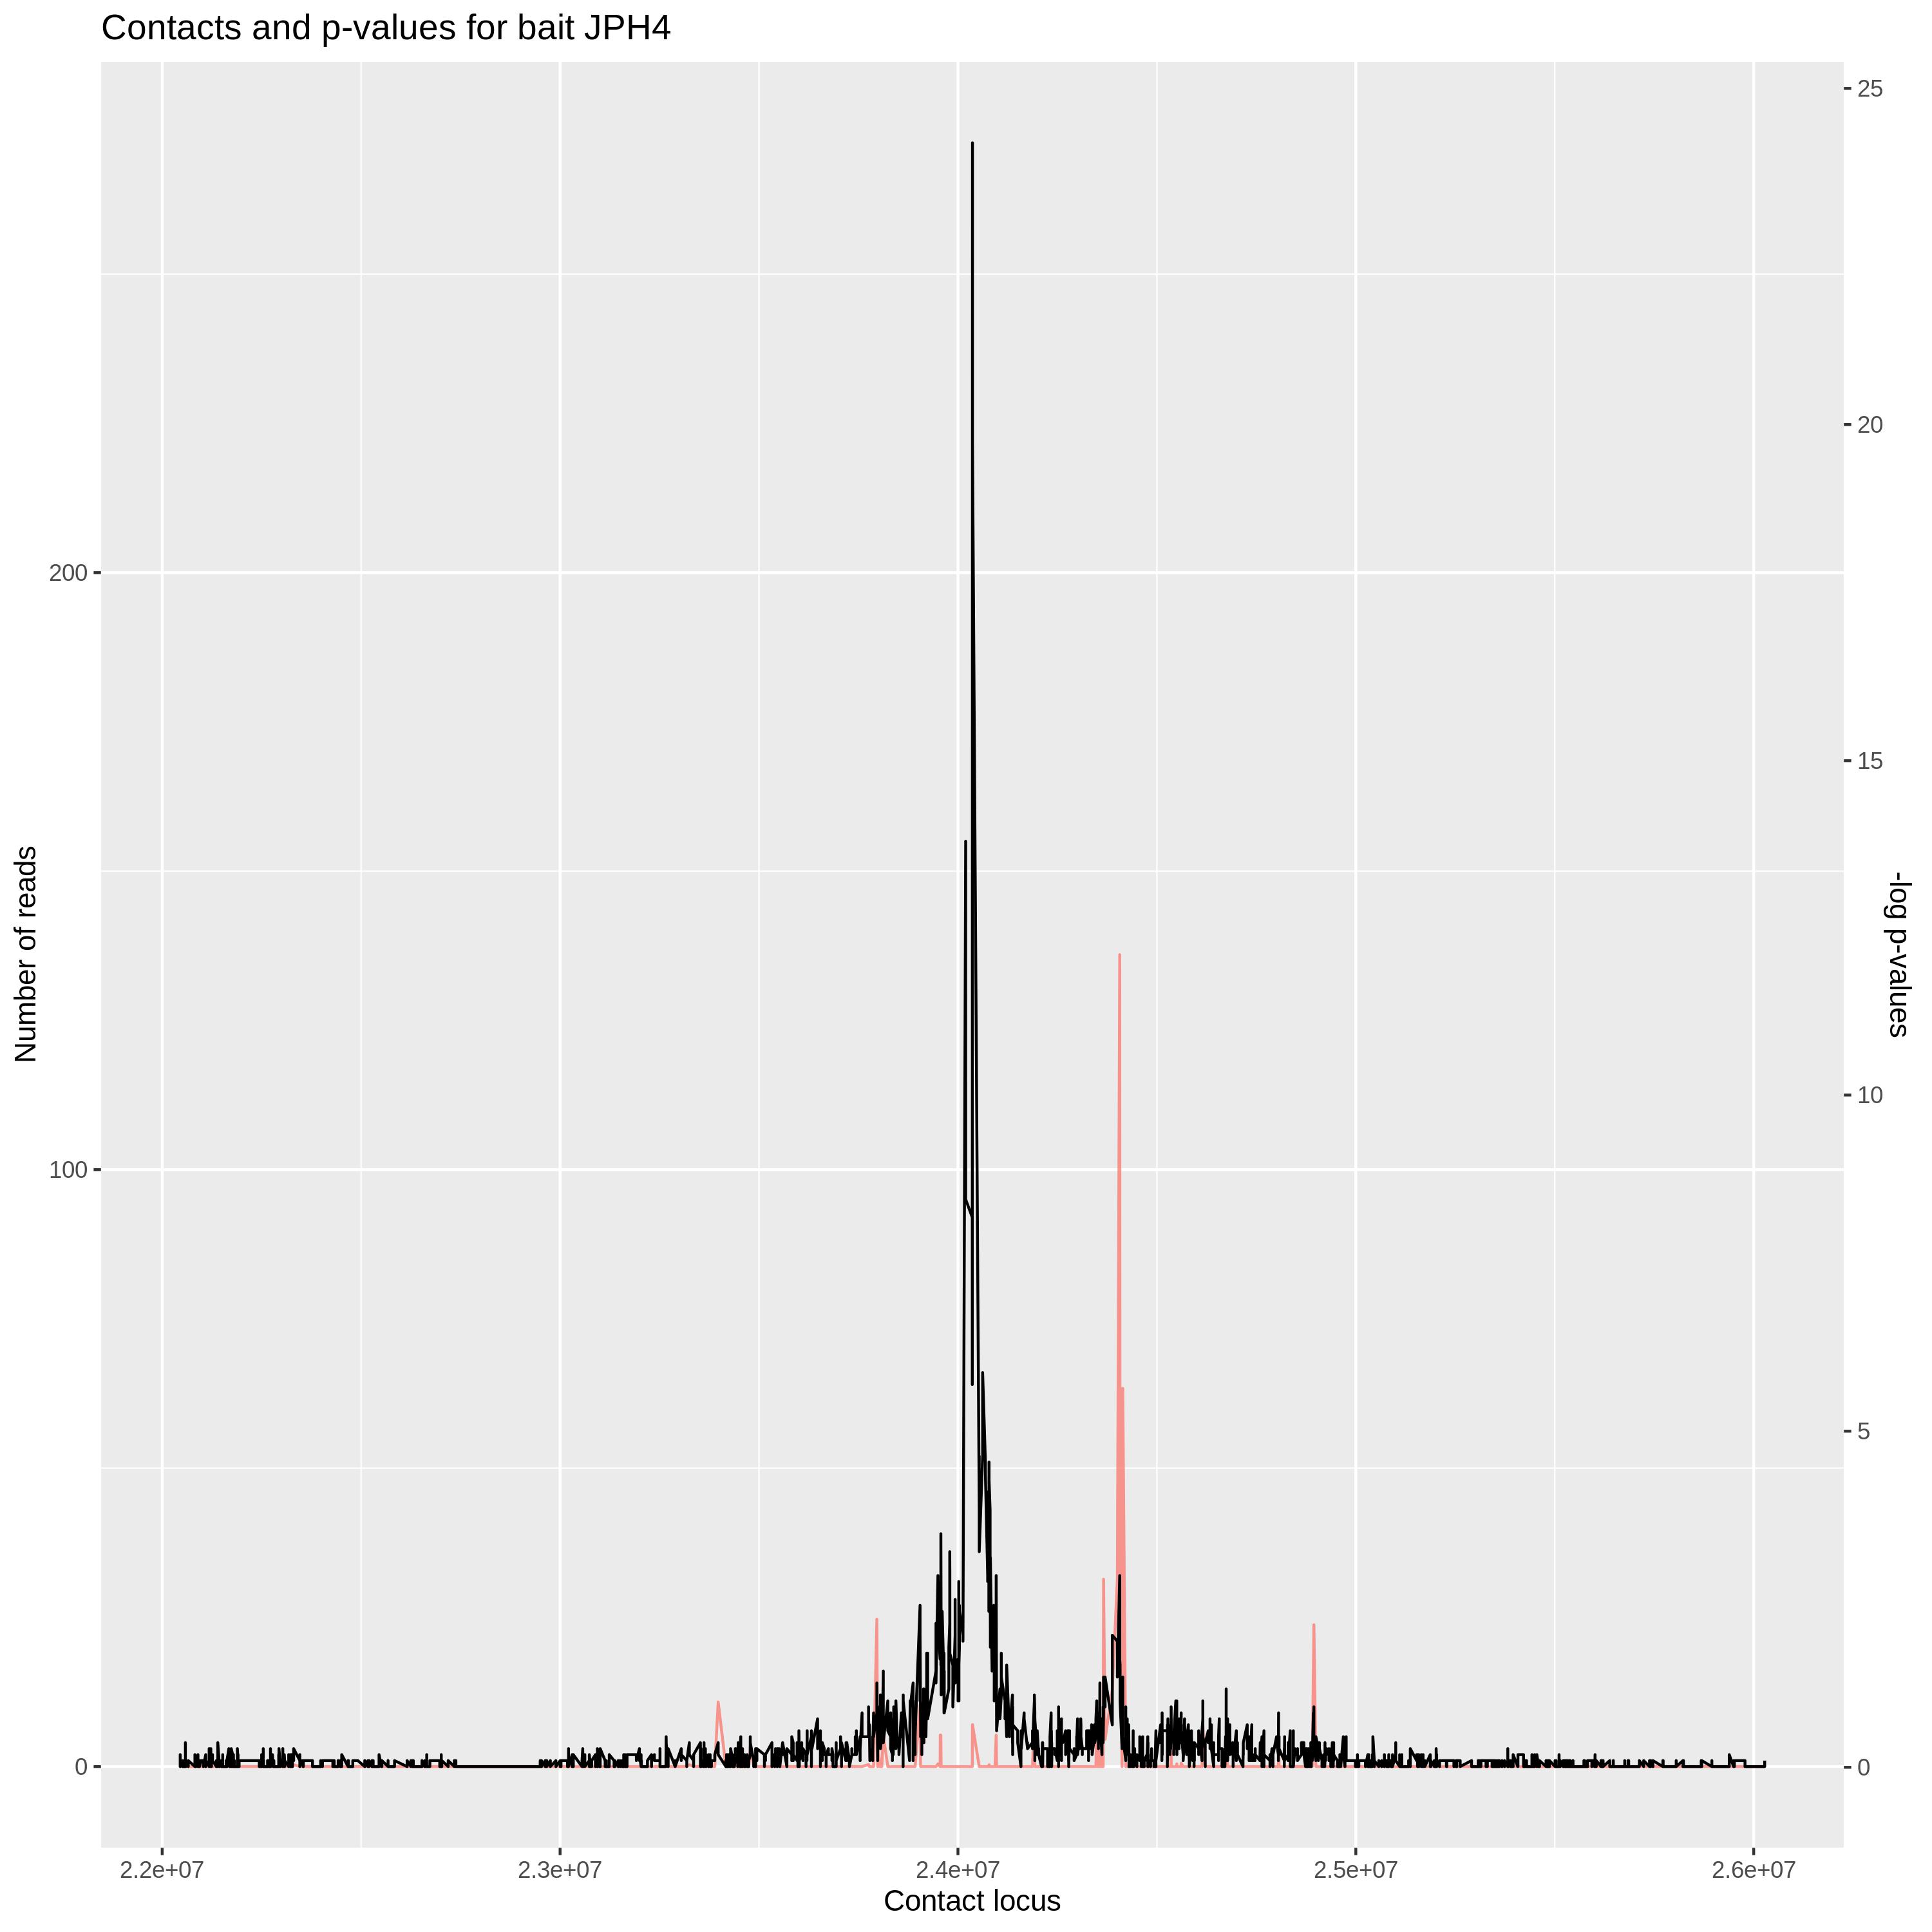 Contacts and p-values for bait JPH4
Number of reads
200
100
0
25
20
15
10
5
0
-log p-values
2.2e+07 2.3e+07 2.4e+07 2.5e+07 2.6e+07
Contact locus